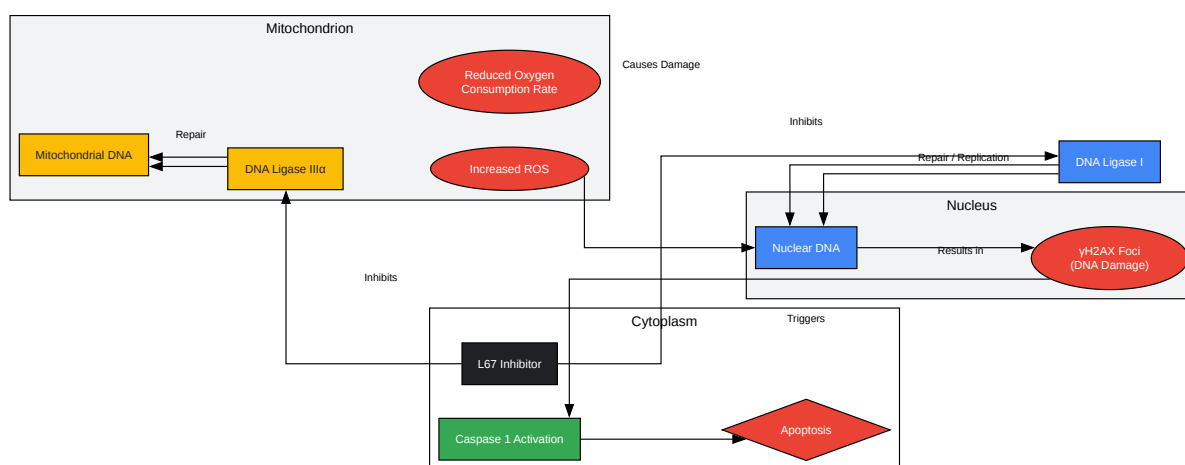 Mitochondrion
Reduced Oxygen
Consumption Rate
Causes Damage
Inhibits
Repair
Mitochondrial DNA
DNA Ligase IIIα
Increased ROS
Repair / Replication
DNA Ligase I
Nucleus
Nuclear DNA
Results in
γH2AX Foci
(DNA Damage)
Inhibits
Cytoplasm
Triggers
L67 Inhibitor
Caspase 1 Activation
Apoptosis